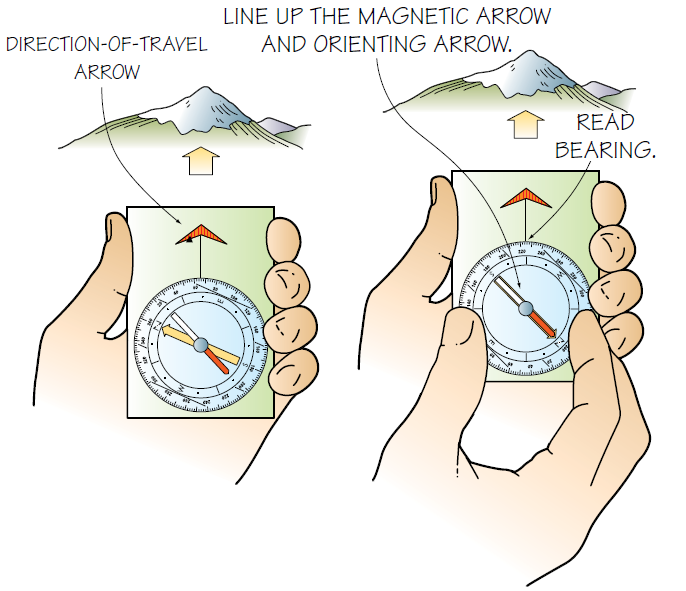 DIRECTION-OF-TRAVEL
ARROW
LINE UP THE MAGNETIC ARROW
AND ORIENTING ARROW.
READ
BEARING.